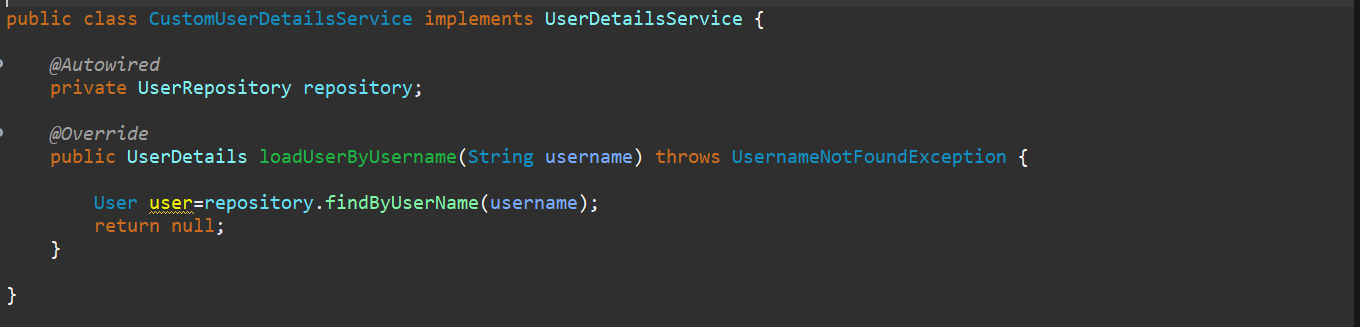 public class CustomUserDetailsService implements UserDetailsService {
@Autowired
private UserRepository repository;
@Override
public UserDetails loadUserByUsername(String username) throws UsernameNotFoundException {
User user=repository.findByUserName(username);
return null;
}
}